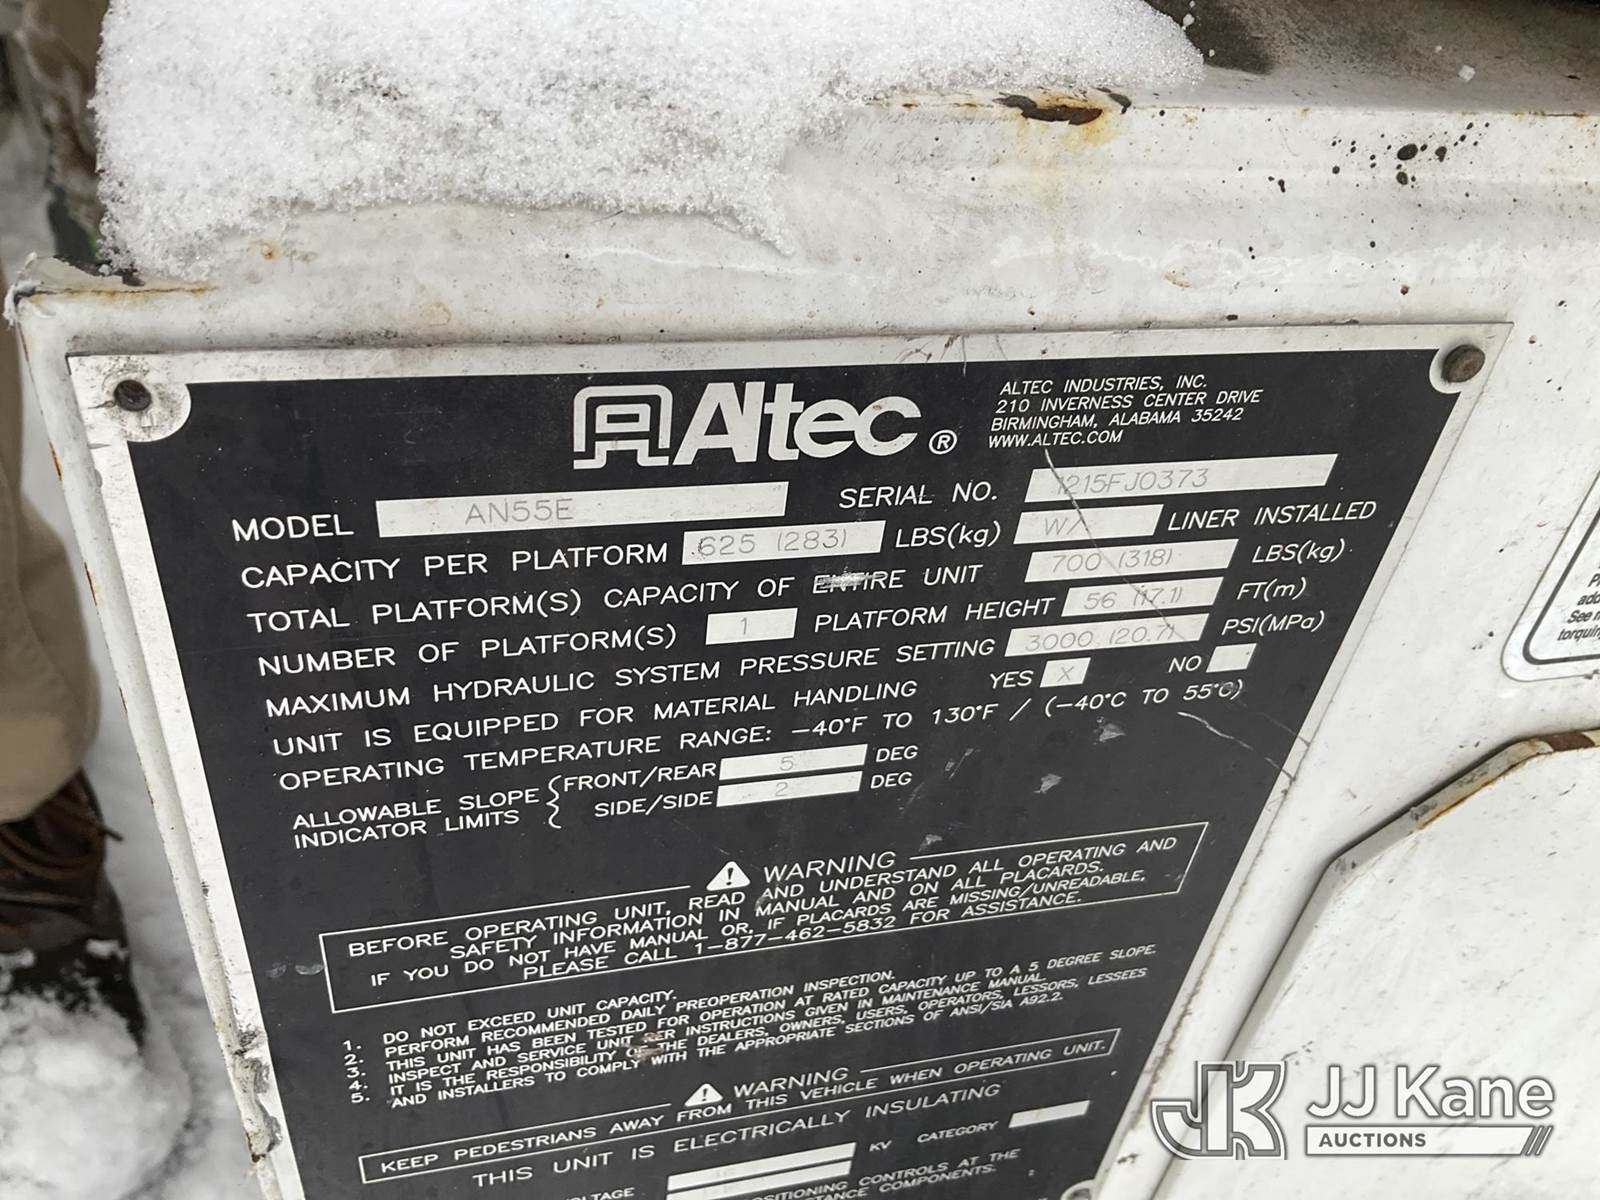 Altec ®
ALTEC INDUSTRIES, INC.
210 INVERNESS CENTER DRIVE
BIRMINGHAM, ALABAMA 35242
WWW.ALTEC.COM
MODEL AN55E SERIAL NO. 1215FJ0373
CAPACITY PER PLATFORM 625 (283) LBS(kg) W/ LINER INSTALLED
TOTAL PLATFORM(S) CAPACITY OF ENTIRE UNIT 700 (318) LBS(kg)
NUMBER OF PLATFORM(S) 1 PLATFORM HEIGHT 56 (17.1) FT(m)
MAXIMUM HYDRAULIC SYSTEM PRESSURE SETTING 3000 (20.7) PSI(MPa)
UNIT IS EQUIPPED FOR MATERIAL HANDLING YES X NO
OPERATING TEMPERATURE RANGE: -40°F TO 130°F / (-40°C TO 55°C)
ALLOWABLE SLOPE { FRONT/REAR 5 DEG
INDICATOR LIMITS SIDE/SIDE 2 DEG
WARNING
BEFORE OPERATING UNIT, READ AND UNDERSTAND ALL OPERATING AND
SAFETY INFORMATION IN MANUAL AND ON ALL PLACARDS.
IF YOU DO NOT HAVE MANUAL OR, IF PLACARDS ARE MISSING/UNREADABLE,
PLEASE CALL 1-877-462-5832 FOR ASSISTANCE.
1. DO NOT EXCEED UNIT CAPACITY.
2. PERFORM RECOMMENDED DAILY PREOPERATION INSPECTION.
3. THIS UNIT HAS BEEN TESTED FOR OPERATION AT RATED CAPACITY UP TO A 5 DEGREE SLOPE.
4. INSPECT AND SERVICE UNIT PER INSTRUCTIONS GIVEN IN MAINTENANCE MANUAL.
5. IT IS THE RESPONSIBILITY OF THE DEALERS, OWNERS, USERS, OPERATORS, LESSORS, LESSEES
AND INSTALLERS TO COMPLY WITH THE APPROPRIATE SECTIONS OF ANSI/SIA A92.2.
WARNING
KEEP PEDESTRIANS AWAY FROM THIS VEHICLE WHEN OPERATING UNIT.
THIS UNIT IS ELECTRICALLY INSULATING
KV CATEGORY
See
JJ Kane
AUCTIONS